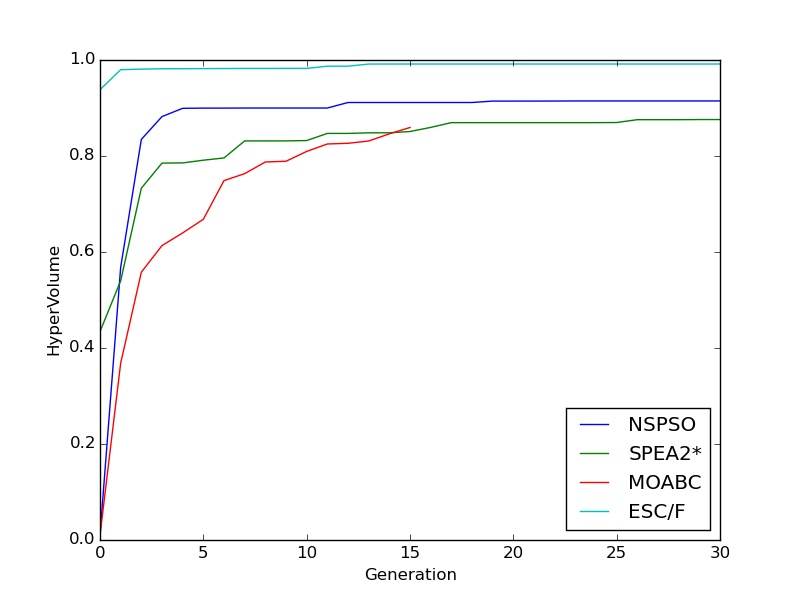 1.0
0.8
0.6
0.4
0.2
0.0
HyperVolume
0 5 10 15 20 25 30
Generation
NSPSO
SPEA2*
MOABC
ESC/F